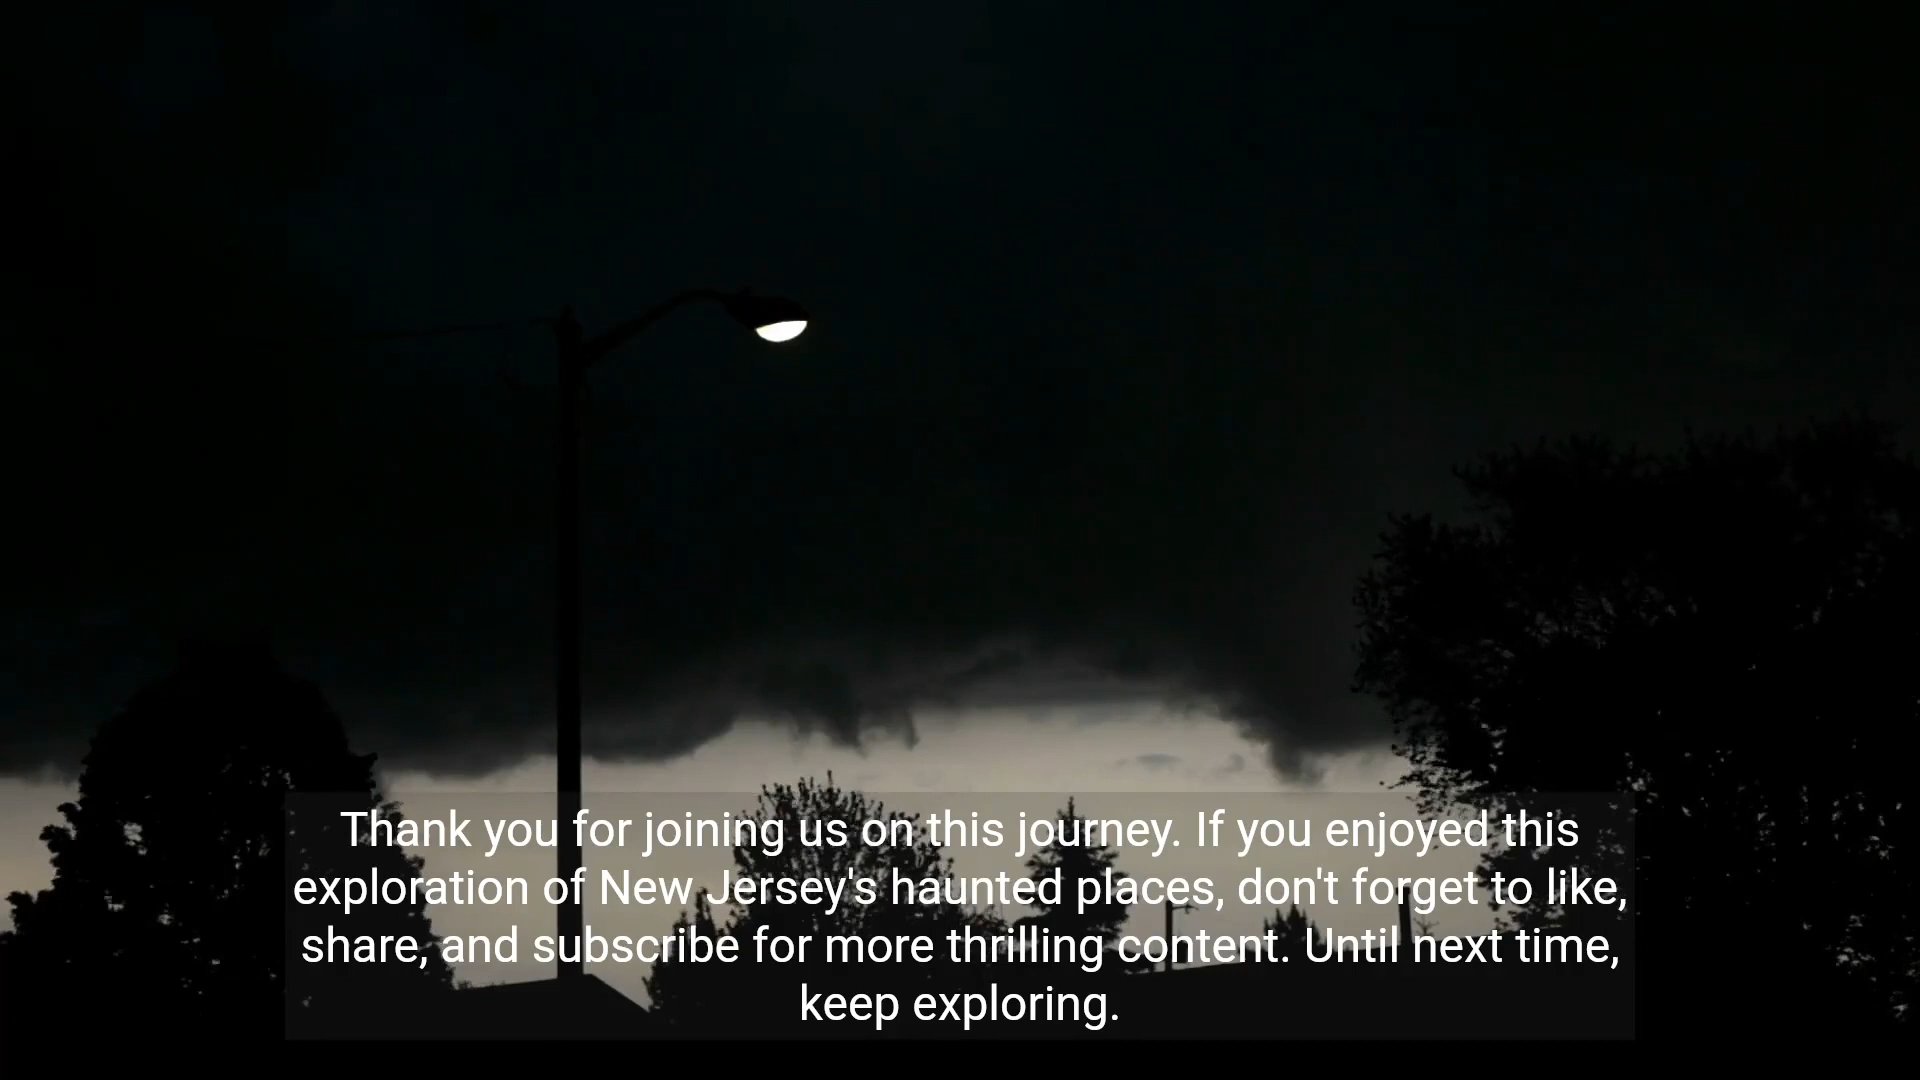 Thank you for joining us on this journey. If you enjoyed this
exploration of New Jersey's haunted places, don't forget to like,
share, and subscribe for more thrilling content. Until next time,
keep exploring.